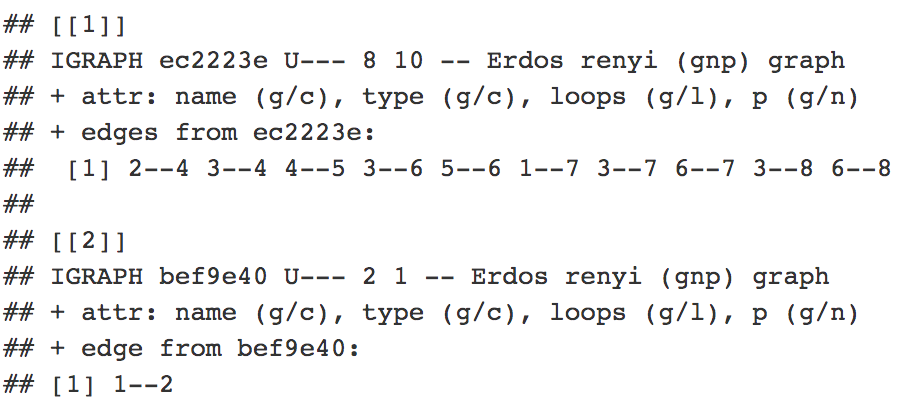 ## [[1]]
## IGRAPH ec2223e U--- 8 10 -- Erdos renyi (gnp) graph
## + attr: name (g/c), type (g/c), loops (g/l), p (g/n)
## + edges from ec2223e:
##  [1] 2--4 3--4 4--5 3--6 5--6 1--7 3--7 6--7 3--8 6--8
##
## [[2]]
## IGRAPH bef9e40 U--- 2 1 -- Erdos renyi (gnp) graph
## + attr: name (g/c), type (g/c), loops (g/l), p (g/n)
## + edge from bef9e40:
## [1] 1--2